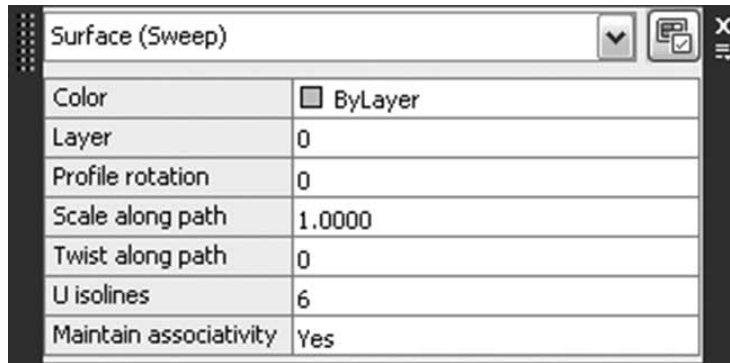 Surface (Sweep)
Color ByLayer
Layer 0
Profile rotation 0
Scale along path 1.0000
Twist along path 0
U isolines 6
Maintain associativity Yes